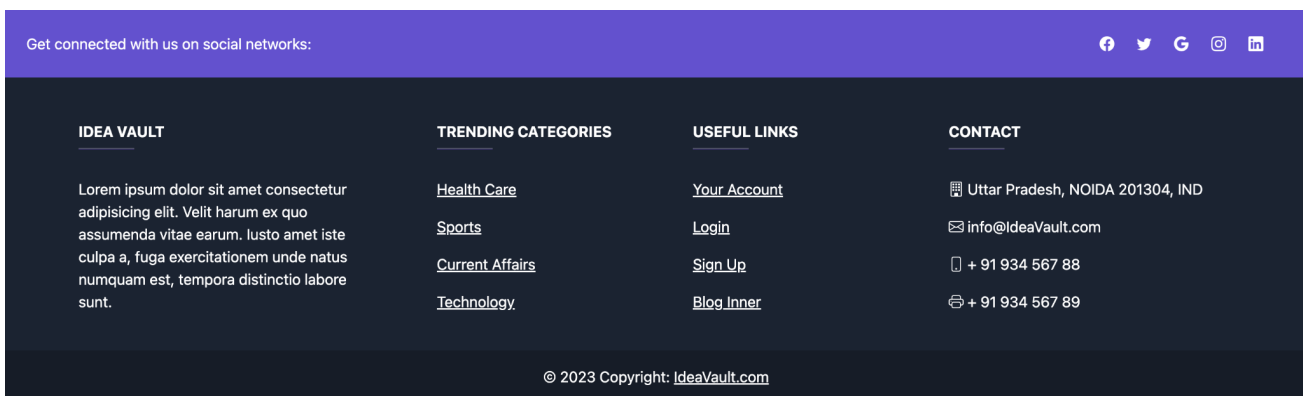 Get connected with us on social networks:
IDEA VAULT
Lorem ipsum dolor sit amet consectetur
adipisicing elit. Velit harum ex quo
assumenda vitae earum. Iusto amet iste
culpa a, fuga exercitationem unde natus
numquam est, tempora distinctio labore
sunt.
TRENDING CATEGORIES
Health Care
Sports
Current Affairs
Technology
USEFUL LINKS
Your Account
Login
Sign Up
Blog Inner
CONTACT
Uttar Pradesh, NOIDA 201304, IND
info@IdeaVault.com
+ 91 934 567 88
+ 91 934 567 89
© 2023 Copyright: IdeaVault.com